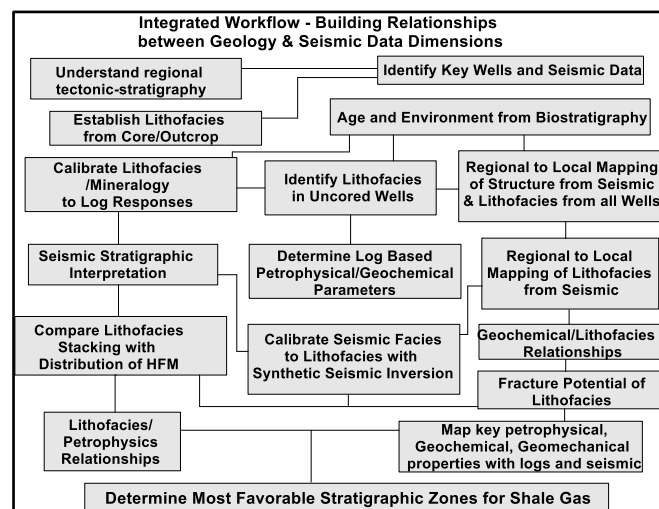 Integrated Workflow - Building Relationships
between Geology & Seismic Data Dimensions
Understand regional
tectonic-stratigraphy
Identify Key Wells and Seismic Data
Establish Lithofacies
from Core/Outcrop
Age and Environment from Biostratigraphy
Calibrate Lithofacies
/Mineralogy
to Log Responses
Identify Lithofacies
in Uncored Wells
Regional to Local Mapping
of Structure from Seismic
& Lithofacies from all Wells
Seismic Stratigraphic
Interpretation
Determine Log Based
Petrophysical/Geochemical
Parameters
Regional to Local
Mapping of Lithofacies
from Seismic
Compare Lithofacies
Stacking with
Distribution of HFM
Calibrate Seismic Facies
to Lithofacies with
Synthetic Seismic Inversion
Geochemical/Lithofacies
Relationships
Fracture Potential of
Lithofacies
Lithofacies/
Petrophysics
Relationships
Map key petrophysical,
Geochemical, Geomechanical
properties with logs and seismic
Determine Most Favorable Stratigraphic Zones for Shale Gas